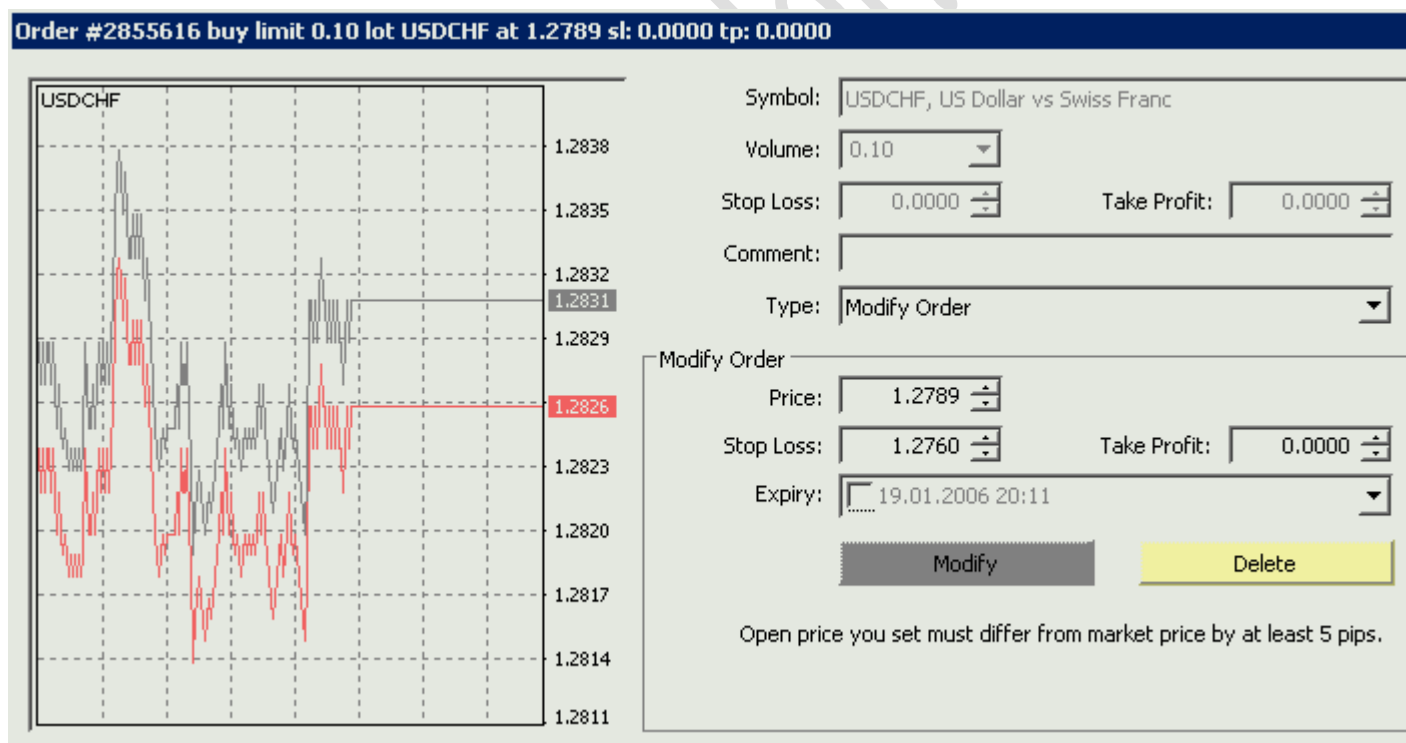 Order #2855616 buy limit 0.10 lot USDCHF at 1.2789 sl: 0.0000 tp: 0.0000
USDCHF
1.2838
1.2835
1.2832
1.2831
1.2829
1.2826
1.2823
1.2820
1.2817
1.2814
1.2811
Symbol: USDCHF, US Dollar vs Swiss Franc
Volume: 0.10
Stop Loss: 0.0000 Take Profit: 0.0000
Comment:
Type: Modify Order
Modify Order
Price: 1.2789
Stop Loss: 1.2760 Take Profit: 0.0000
Expiry: 19.01.2006 20:11
Modify Delete
Open price you set must differ from market price by at least 5 pips.